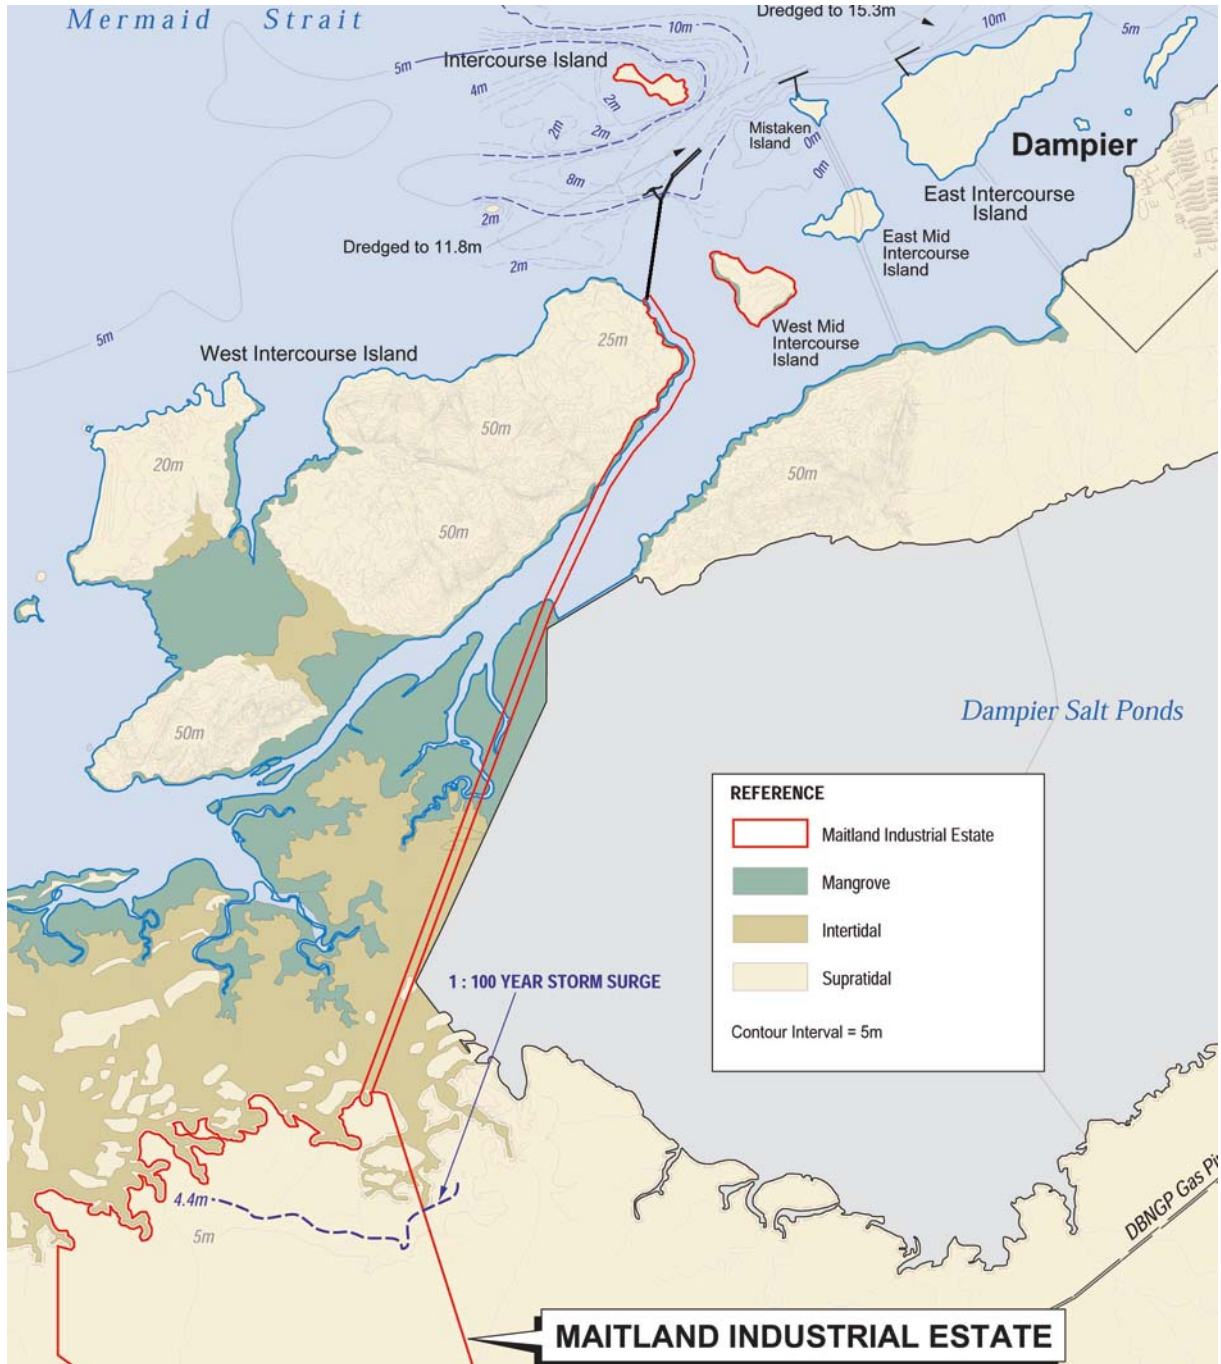 Mermaid Strait
Dredged to 15.3m
10m
10m
5m
5m
Intercourse Island
4m
2m
2m
2m
Mistaken
Island
0m
0m
Dampier
8m
2m
East Intercourse
Island
Dredged to 11.8m
2m
East Mid
Intercourse
Island
5m
West Intercourse Island
25m
West Mid
Intercourse
Island
50m
20m
50m
50m
50m
Dampier Salt Ponds
REFERENCE
Maitland Industrial Estate
Mangrove
Intertidal
Supratidal
Contour Interval = 5m
1 : 100 YEAR STORM SURGE
4.4m
5m
DBNGP Gas Pi
MAITLAND INDUSTRIAL ESTATE